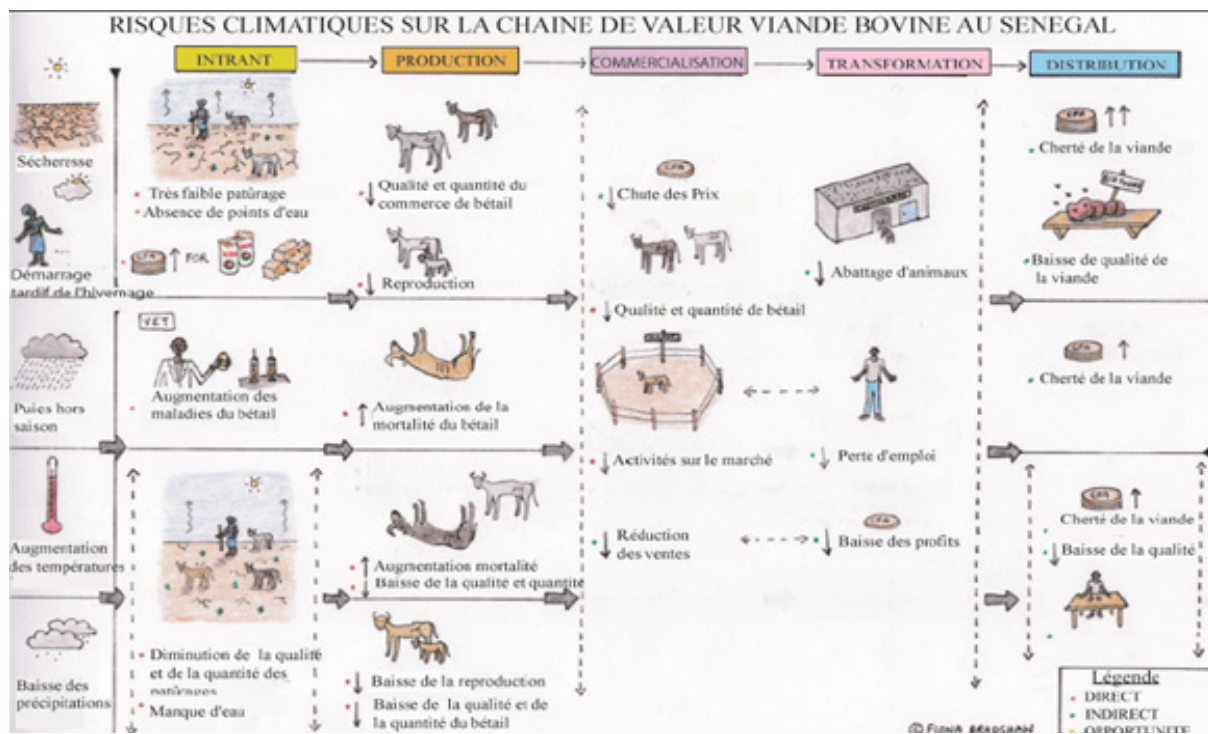 RISQUES CLIMATIQUES SUR LA CHAINE DE VALEUR VIANDE BOVINE AU SENEGAL
INTRANT
PRODUCTION
COMMERCIALISATION
TRANSFORMATION
DISTRIBUTION
Sécheresse
Très faible patûrage
Absence de points d'eau
Qualité et quantité du
commerce de bétail
Chute des Prix
Cherté de la viande
Démarrage
tardif de l'hivernage
CFA
FOR
Reproduction
Qualité et quantité de bétail
Abattage d'animaux
Baisse de qualité de
la viande
Puies hors
saison
VET
Augmentation des
maladies du bétail
Augmentation de la
mortalité du bétail
Activités sur le marché
Perte d'emploi
Cherté de la viande
Augmentation
des températures
Augmentation mortalité
Baisse de la qualité et quantité
Réduction
des ventes
Baisse des profits
Cherté de la viande
Baisse de la qualité
Baisse des
précipitations
Diminution de la qualité
et de la quantité des
Manque d'eau
Baisse de la reproduction
Baisse de la qualité et de
la quantité du bétail
Légende
DIRECT
INDIRECT
OPPORTUNITE
© FIONA BRADSHAW